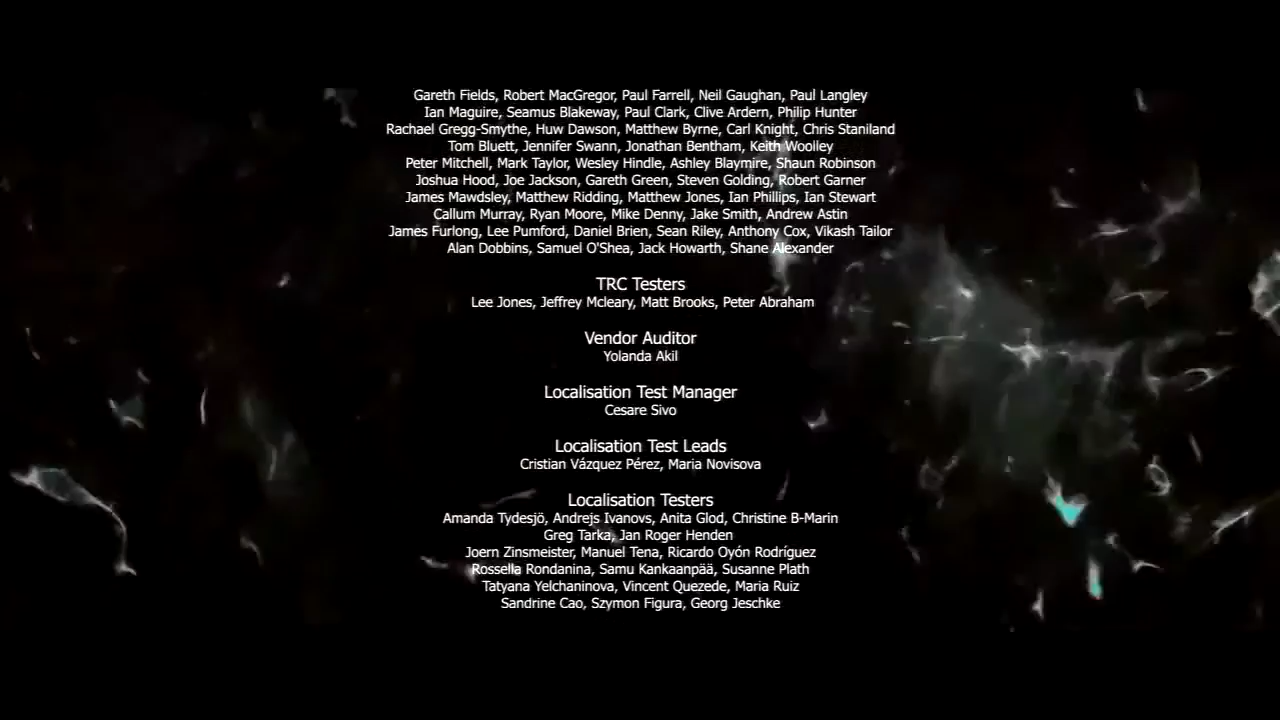 Gareth Fields, Robert MacGregor, Paul Farrell, Neil Gaughan, Paul Langley
Ian Maguire, Seamus Blakeway, Paul Clark, Clive Ardern, Philip Hunter
Rachael Gregg-Smythe, Huw Dawson, Matthew Byrne, Carl Knight, Chris Staniland
Tom Bluett, Jennifer Swann, Jonathan Bentham, Keith Woolley
Peter Mitchell, Mark Taylor, Wesley Hindle, Ashley Blaymire, Shaun Robinson
Joshua Hood, Joe Jackson, Gareth Green, Steven Golding, Robert Garner
James Mawdsley, Matthew Ridding, Matthew Jones, Ian Phillips, Ian Stewart
Callum Murray, Ryan Moore, Mike Denny, Jake Smith, Andrew Astin
James Furlong, Lee Pumford, Daniel Brien, Sean Riley, Anthony Cox, Vikash Tailor
Alan Dobbins, Samuel O'Shea, Jack Howarth, Shane Alexander
TRC Testers
Lee Jones, Jeffrey Mcleary, Matt Brooks, Peter Abraham
Vendor Auditor
Yolanda Akil
Localisation Test Manager
Cesare Sivo
Localisation Test Leads
Cristian Vázquez Pérez, Maria Novisova
Localisation Testers
Amanda Tydesjö, Andrejs Ivanovs, Anita Glod, Christine B-Marin
Greg Tarka, Jan Roger Henden
Joern Zinsmeister, Manuel Tena, Ricardo Oyón Rodríguez
Rossella Rondanina, Samu Kankaanpää, Susanne Plath
Tatyana Yelchaninova, Vincent Quezede, Maria Ruiz
Sandrine Cao, Szymon Figura, Georg Jeschke